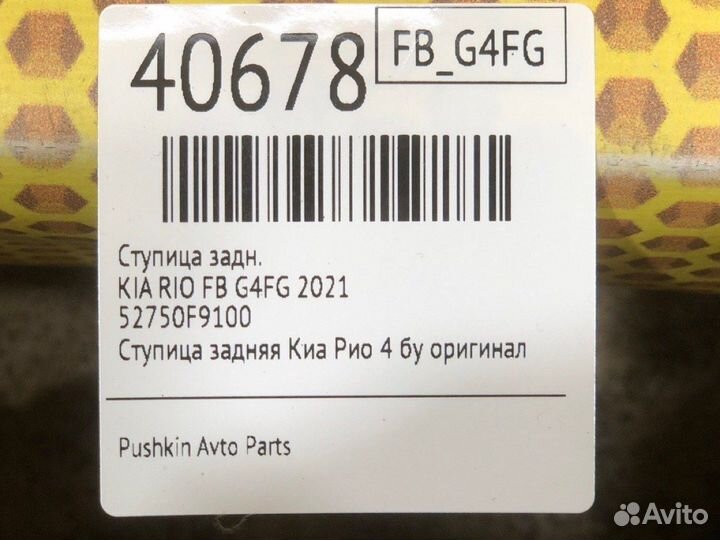 40678
FB_G4FG
Ступица задн.
KIA RIO FB G4FG 2021
52750F9100
Ступица задняя Киа Рио 4 бу оригинал
Pushkin Avto Parts
Avito